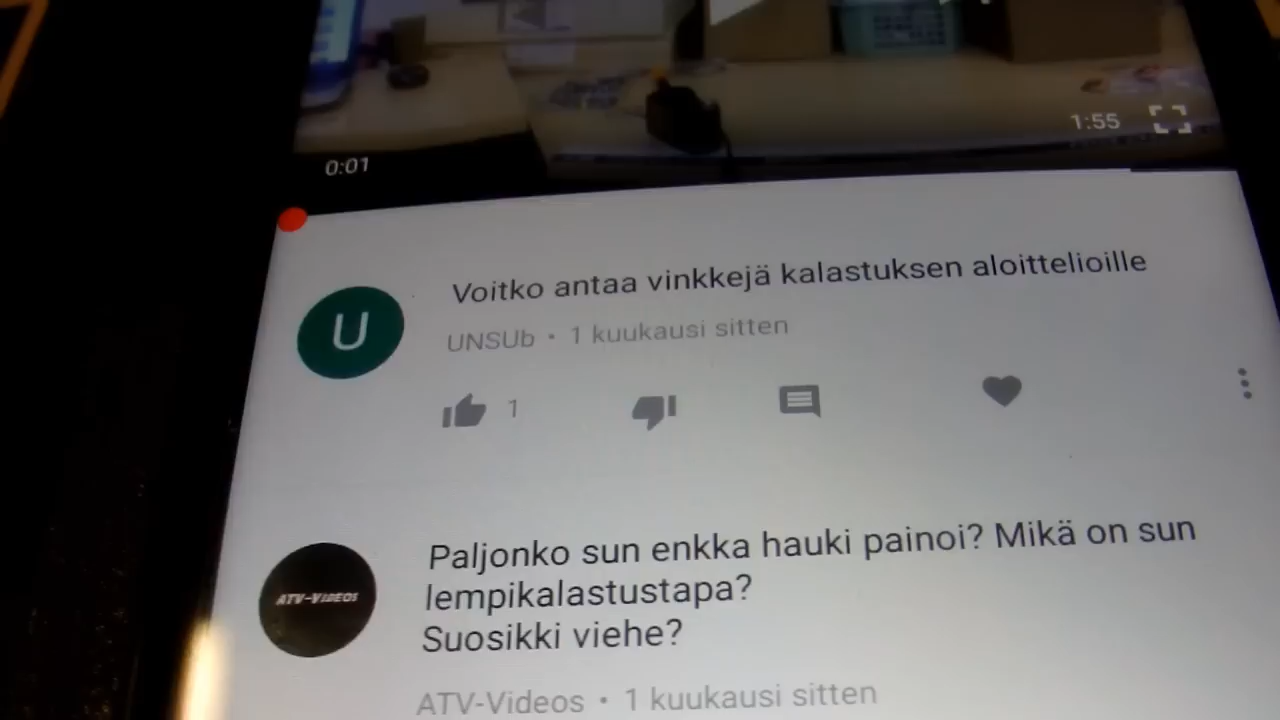 1:55
0:01
U
Voitko antaa vinkkejä kalastuksen aloittelioille
UNSUb • 1 kuukausi sitten
1
ATV-VIDEOS
Paljonko sun enkka hauki painoi? Mikä on sun
lempikalastustapa?
Suosikki viehe?
ATV-Videos • 1 kuukausi sitten